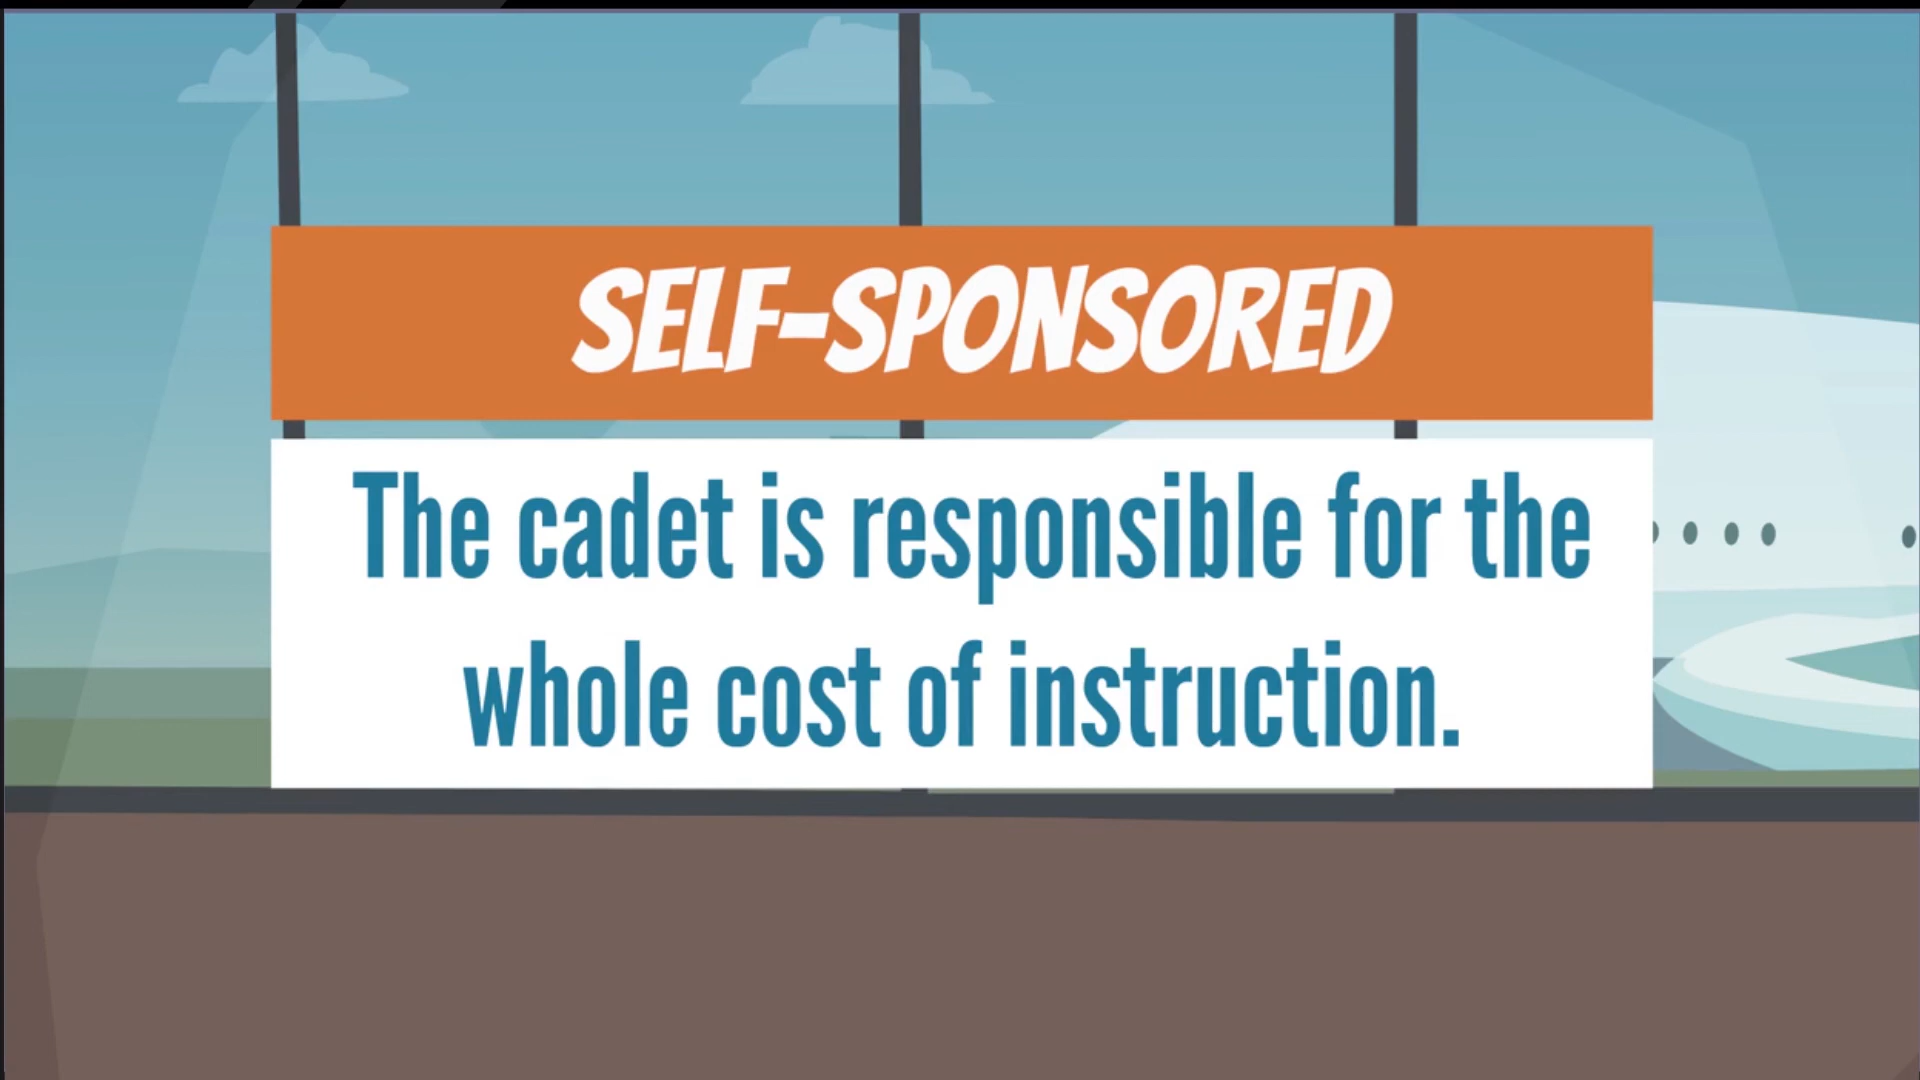 SELF-SPONSORED
The cadet is responsible for the
whole cost of instruction.